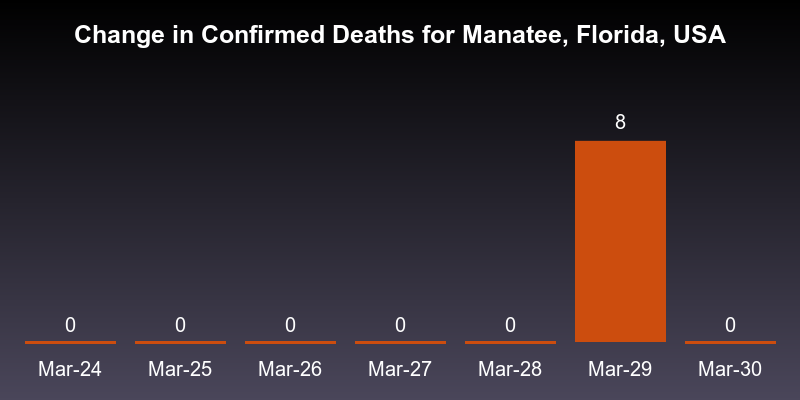 Change in Confirmed Deaths for Manatee, Florida, USA
8
0 0 0 0 0 0
Mar-24 Mar-25 Mar-26 Mar-27 Mar-28 Mar-29 Mar-30